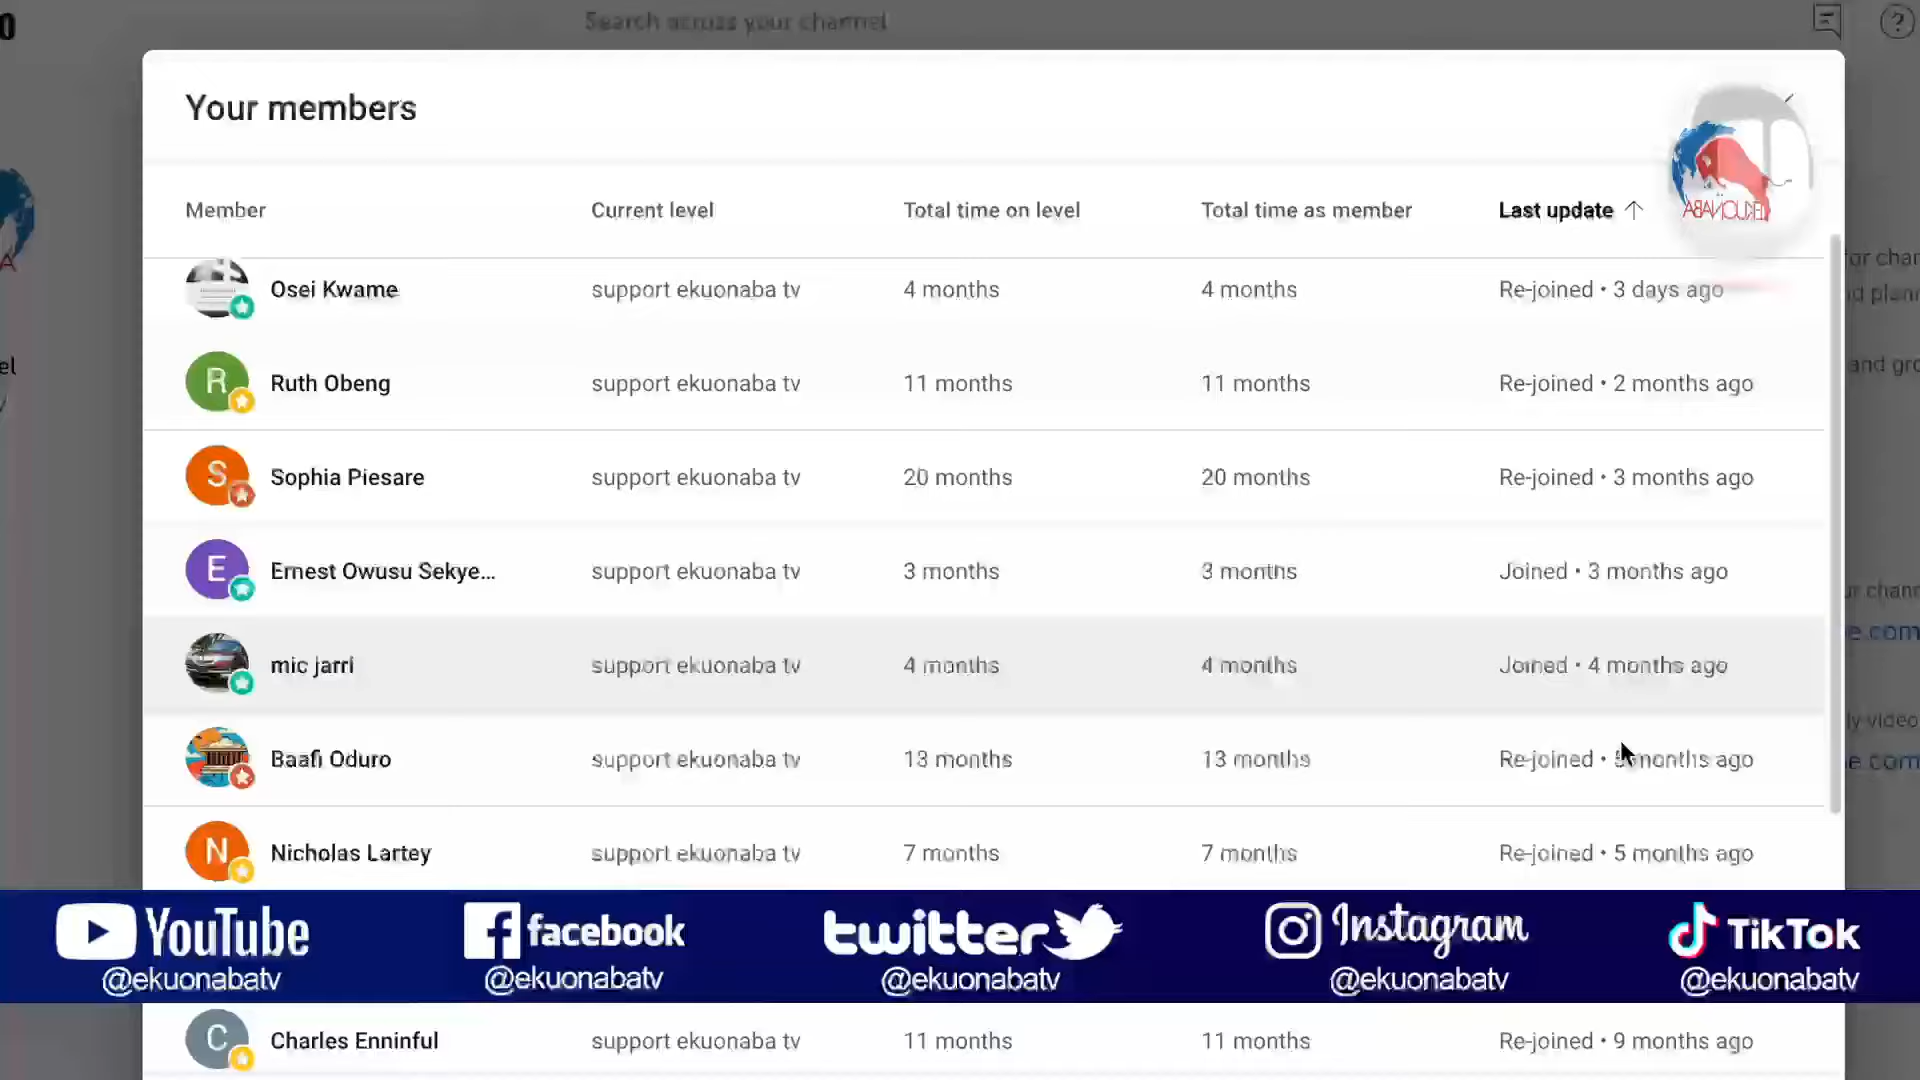 Search across your channel
Your members
Member Current level Total time on level Total time as member Last update
Osei Kwame support ekuonaba tv 4 months 4 months Re-joined • 3 days ago
R Ruth Obeng support ekuonaba tv 11 months 11 months Re-joined • 2 months ago
S Sophia Piesare support ekuonaba tv 20 months 20 months Re-joined • 3 months ago
E Ernest Owusu Sekye... support ekuonaba tv 3 months 3 months Joined • 3 months ago
mic jarri support ekuonaba tv 4 months 4 months Joined • 4 months ago
Baafi Oduro support ekuonaba tv 13 months 13 months Re-joined • months ago
N Nicholas Lartey support ekuonaba tv 7 months 7 months Re-joined • 5 months ago
YouTube facebook twitter Instagram TikTok
@ekuonabatv @ekuonabatv @ekuonabatv @ekuonabatv @ekuonabatv
C Charles Enninful support ekuonaba tv 11 months 11 months Re-joined • 9 months ago